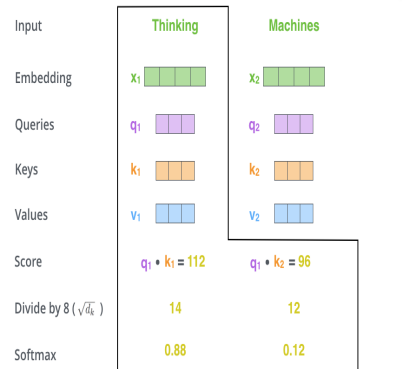 Input Thinking Machines
Embedding x₁ x₂
Queries q₁ q₂
Keys k₁ k₂
Values v₁ v₂
Score q₁ • k₁ = 112 q₁ • k₂ = 96
Divide by 8 ( √dₖ ) 14 12
Softmax 0.88 0.12